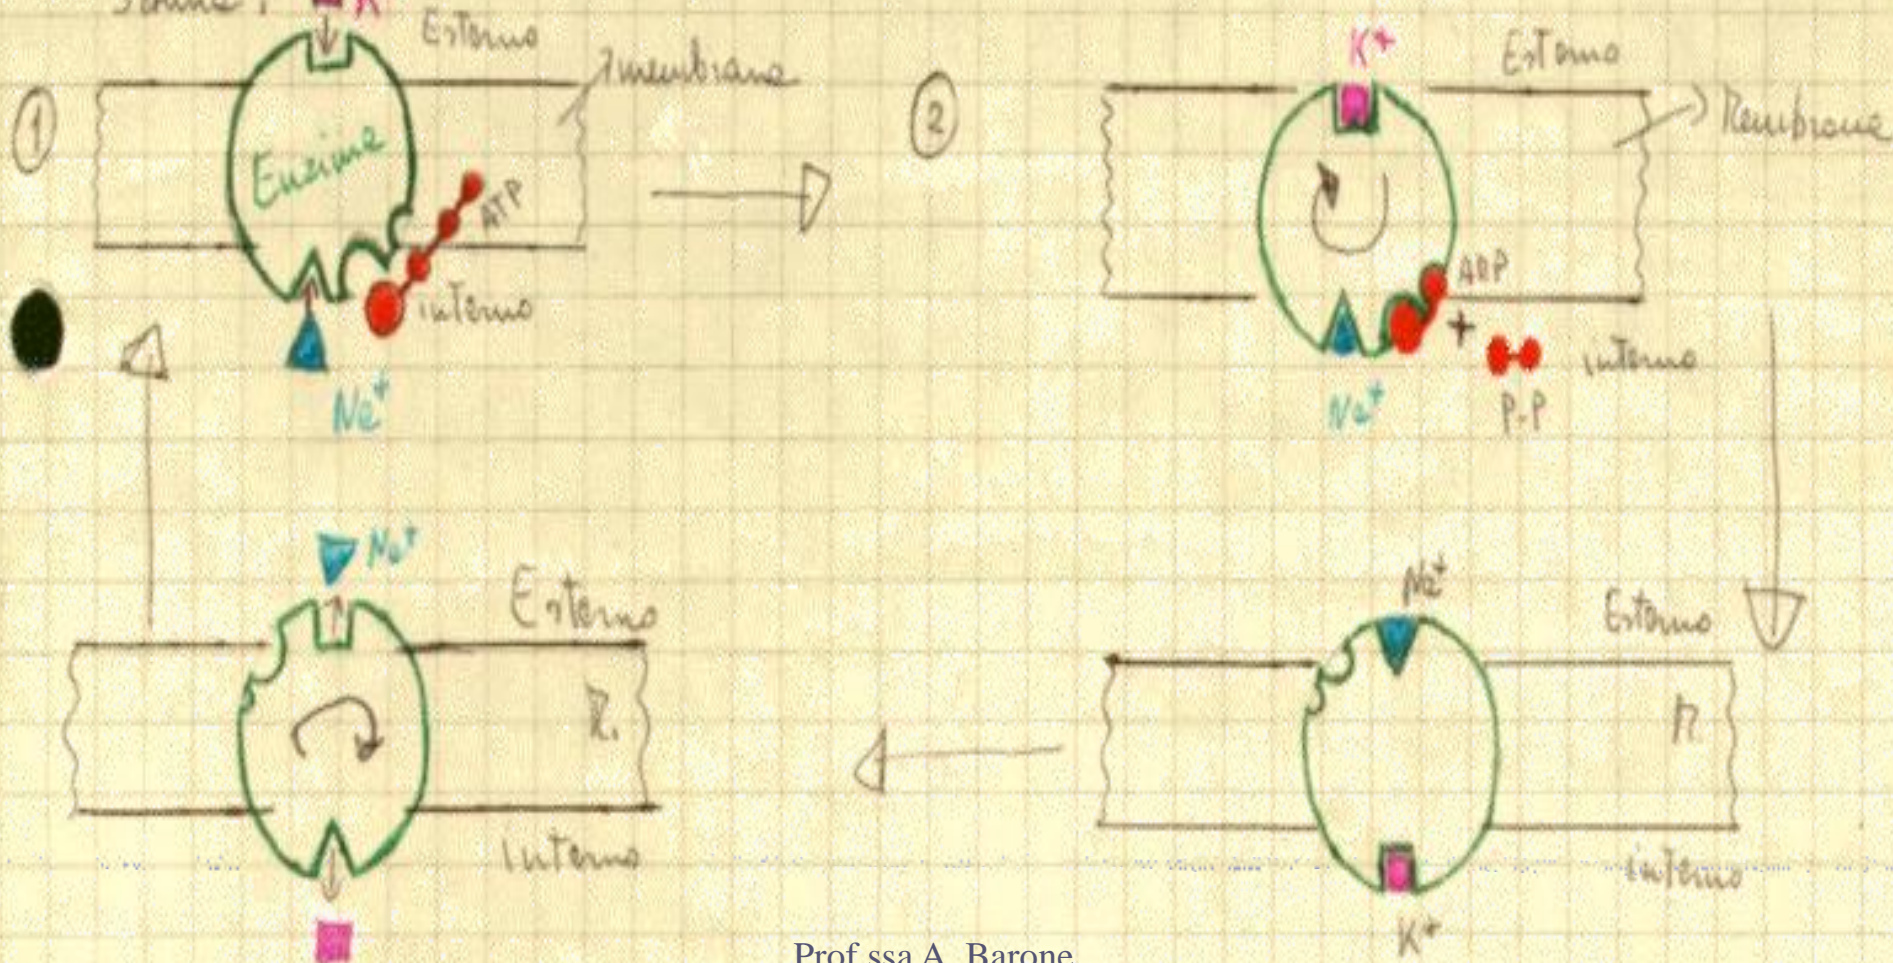 K
Esterno
membrana
①
Enzima
ATP
interno
Na⁺
②
K⁺
Esterno
Membrana
ADP
+
interno
Na⁺
P-P
Na⁺
Esterno
Interno
Na⁺
Esterno
interno
K⁺
Prof.ssa A. Barone